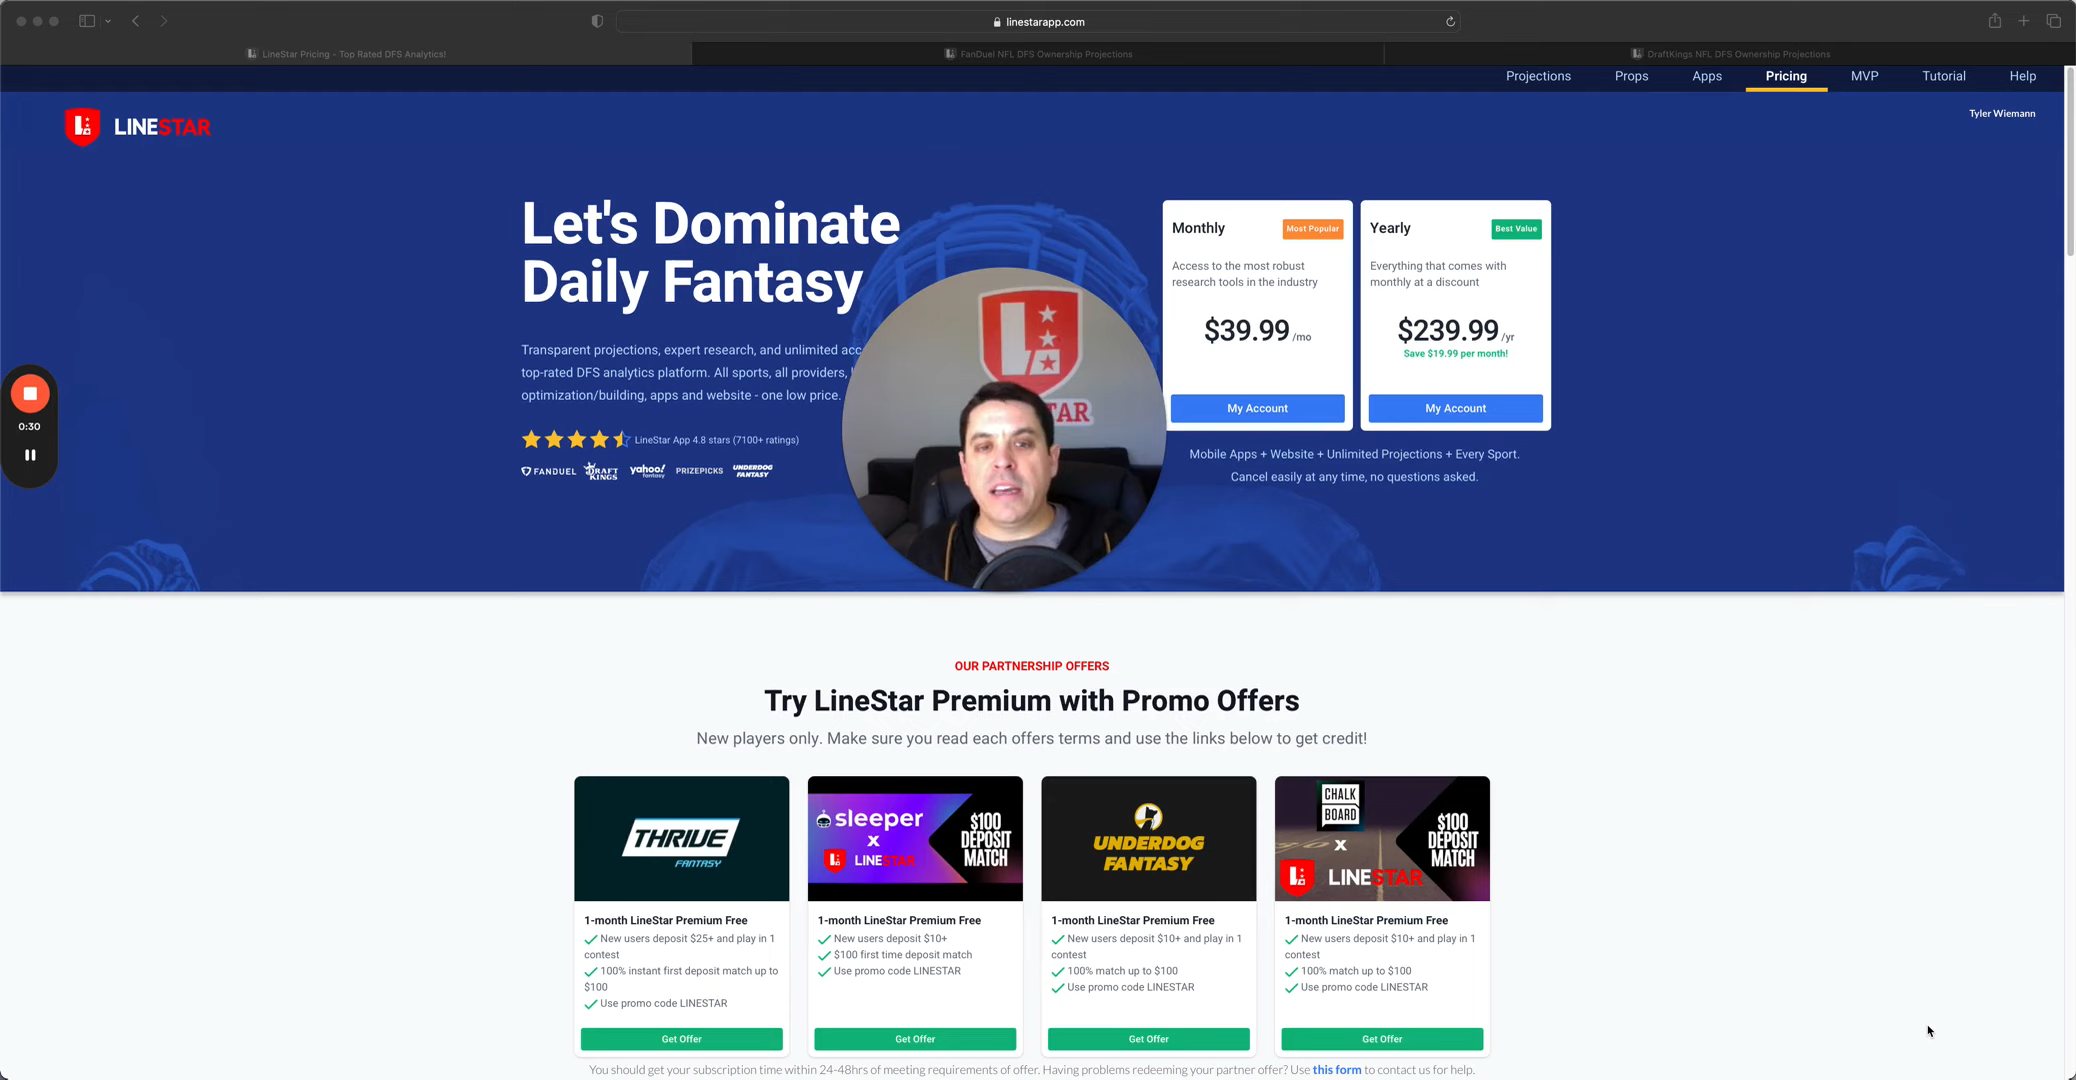 linestarapp.com
LineStar Pricing - Top Rated DFS Analytics!
FanDuel NFL DFS Ownership Projections
DraftKings NFL DFS Ownership Projections
Projections Props Apps Pricing MVP Tutorial Help
LINESTAR
Tyler Wiemann
Let's Dominate
Daily Fantasy
Transparent projections, expert research, and unlimited acc
top-rated DFS analytics platform. All sports, all providers,
optimization/building, apps and website - one low price.
LineStar App 4.8 stars (7100+ ratings)
FANDUEL DRAFT KINGS yahoo! fantasy PRIZEPICKS UNDERDOG FANTASY
Monthly Most Popular
Access to the most robust
research tools in the industry
$39.99 /mo
My Account
Yearly Best Value
Everything that comes with
monthly at a discount
$239.99 /yr
Save $19.99 per month!
My Account
Mobile Apps + Website + Unlimited Projections + Every Sport.
Cancel easily at any time, no questions asked.
0:30
OUR PARTNERSHIP OFFERS
Try LineStar Premium with Promo Offers
New players only. Make sure you read each offers terms and use the links below to get credit!
THRIVE
FANTASY
1-month LineStar Premium Free
New users deposit $25+ and play in 1
contest
100% instant first deposit match up to
$100
Use promo code LINESTAR
Get Offer
sleeper
X
LINESTAR
$100
DEPOSIT
MATCH
1-month LineStar Premium Free
New users deposit $10+
$100 first time deposit match
Use promo code LINESTAR
Get Offer
UNDERDOG
FANTASY
1-month LineStar Premium Free
New users deposit $10+ and play in 1
contest
100% match up to $100
Use promo code LINESTAR
Get Offer
CHALK
BOARD
X
LINESTAR
$100
DEPOSIT
MATCH
1-month LineStar Premium Free
New users deposit $10+ and play in 1
contest
100% match up to $100
Use promo code LINESTAR
Get Offer
You should get your subscription time within 24-48hrs of meeting requirements of offer. Having problems redeeming your partner offer? Use this form to contact us for help.